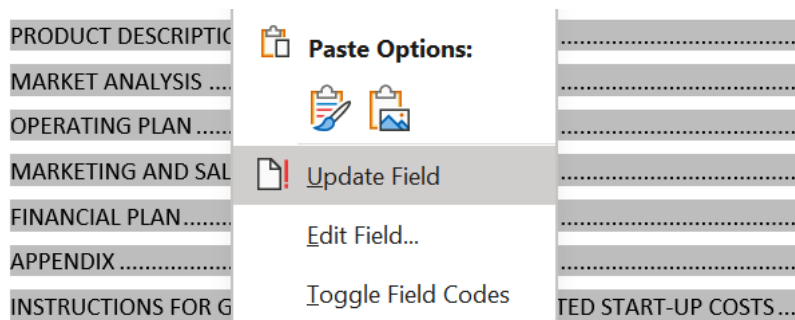 PRODUCT DESCRIPTIC
MARKET ANALYSIS ....
OPERATING PLAN ......
MARKETING AND SAL
FINANCIAL PLAN ........
APPENDIX ..................
INSTRUCTIONS FOR G
Paste Options:
Update Field
Edit Field...
Toggle Field Codes
TED START-UP COSTS ...